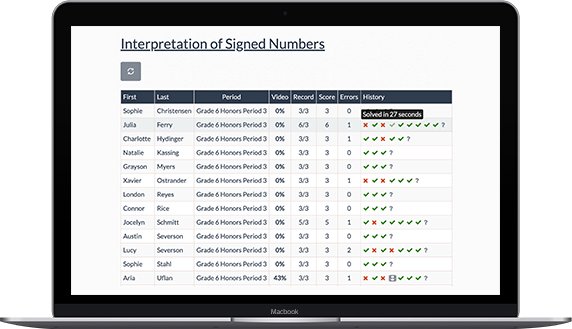 Interpretation of Signed Numbers
First Last Period Video Record Score Errors History
Sophie Christensen Grade 6 Honors Period 3 0% 3/3 3 0
Solved in 27 seconds
Julia Ferry Grade 6 Honors Period 3 0% 6/3 6 1 ?
Charlotte Hydinger Grade 6 Honors Period 3 0% 3/3 3 1 ?
Natalie Kassing Grade 6 Honors Period 3 0% 3/3 3 0 ?
Grayson Myers Grade 6 Honors Period 3 0% 3/3 3 0 ?
Xavier Ostrander Grade 6 Honors Period 3 0% 3/3 3 1 ?
London Reyes Grade 6 Honors Period 3 0% 3/3 3 0 ?
Connor Rice Grade 6 Honors Period 3 0% 3/3 3 0 ?
Jocelyn Schmitt Grade 6 Honors Period 3 0% 5/3 5 1 ?
Austin Severson Grade 6 Honors Period 3 0% 3/3 3 0 ?
Lucy Severson Grade 6 Honors Period 3 0% 3/3 3 2 ?
Sophie Stahl Grade 6 Honors Period 3 0% 3/3 3 0 ?
Aria Uflan Grade 6 Honors Period 3 43% 3/3 3 1 ?
Macbook